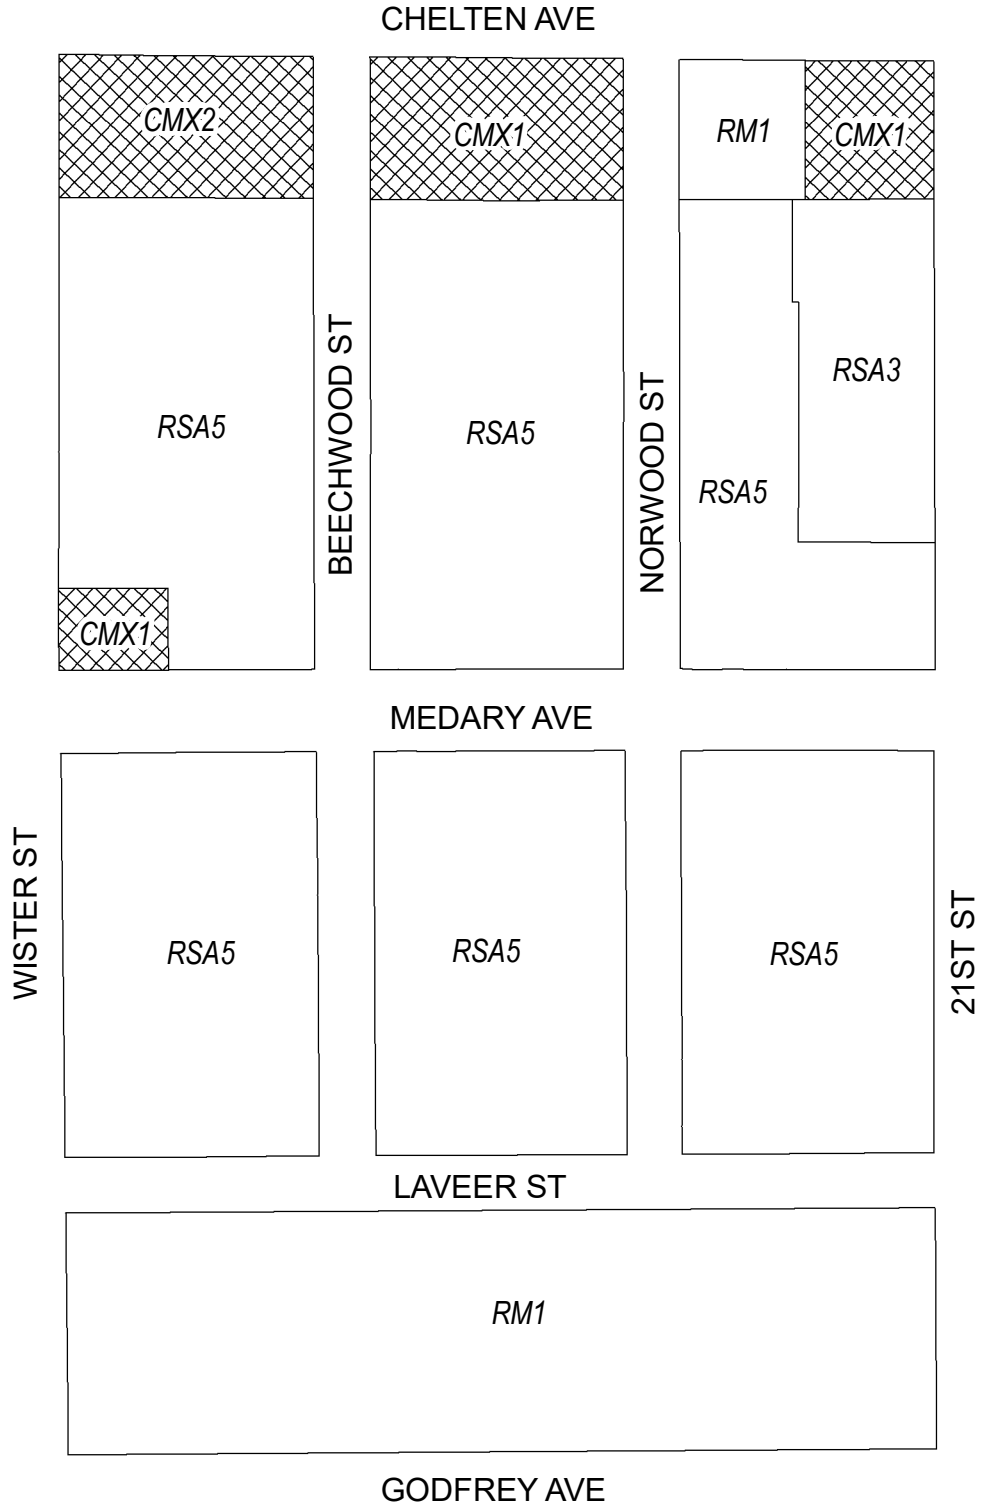 CHELTEN AVE
CMX2
CMX1
RM1
CMX1
RSA5
BEECHWOOD ST
RSA5
NORWOOD ST
RSA5
RSA3
CMX1
MEDARY AVE
WISTER ST
RSA5
RSA5
RSA5
21ST ST
LAVEER ST
RM1
GODFREY AVE